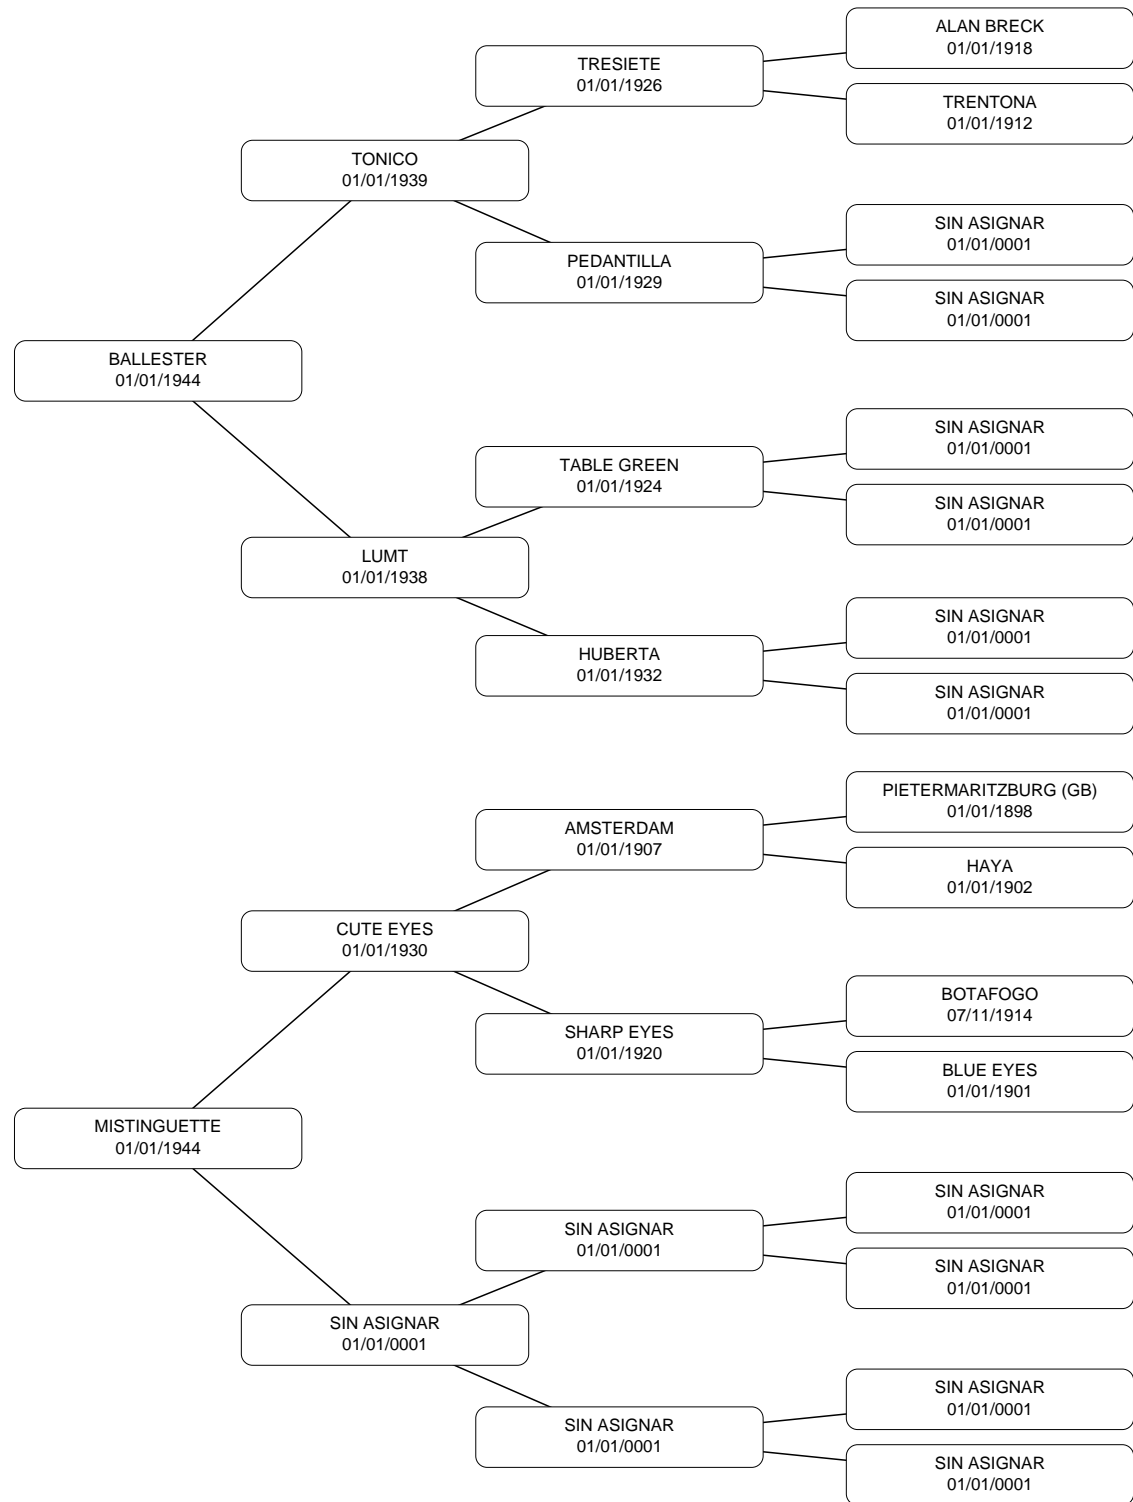 ALAN BRECK
01/01/1918
TRESIETE
01/01/1926
TRENTONA
01/01/1912
TONICO
01/01/1939
SIN ASIGNAR
01/01/0001
PEDANTILLA
01/01/1929
SIN ASIGNAR
01/01/0001
BALLESTER
01/01/1944
SIN ASIGNAR
01/01/0001
TABLE GREEN
01/01/1924
SIN ASIGNAR
01/01/0001
LUMT
01/01/1938
SIN ASIGNAR
01/01/0001
HUBERTA
01/01/1932
SIN ASIGNAR
01/01/0001
PIETERMARITZBURG (GB)
01/01/1898
AMSTERDAM
01/01/1907
HAYA
01/01/1902
CUTE EYES
01/01/1930
BOTAFOGO
07/11/1914
SHARP EYES
01/01/1920
BLUE EYES
01/01/1901
MISTINGUETTE
01/01/1944
SIN ASIGNAR
01/01/0001
SIN ASIGNAR
01/01/0001
SIN ASIGNAR
01/01/0001
SIN ASIGNAR
01/01/0001
SIN ASIGNAR
01/01/0001
SIN ASIGNAR
01/01/0001
SIN ASIGNAR
01/01/0001